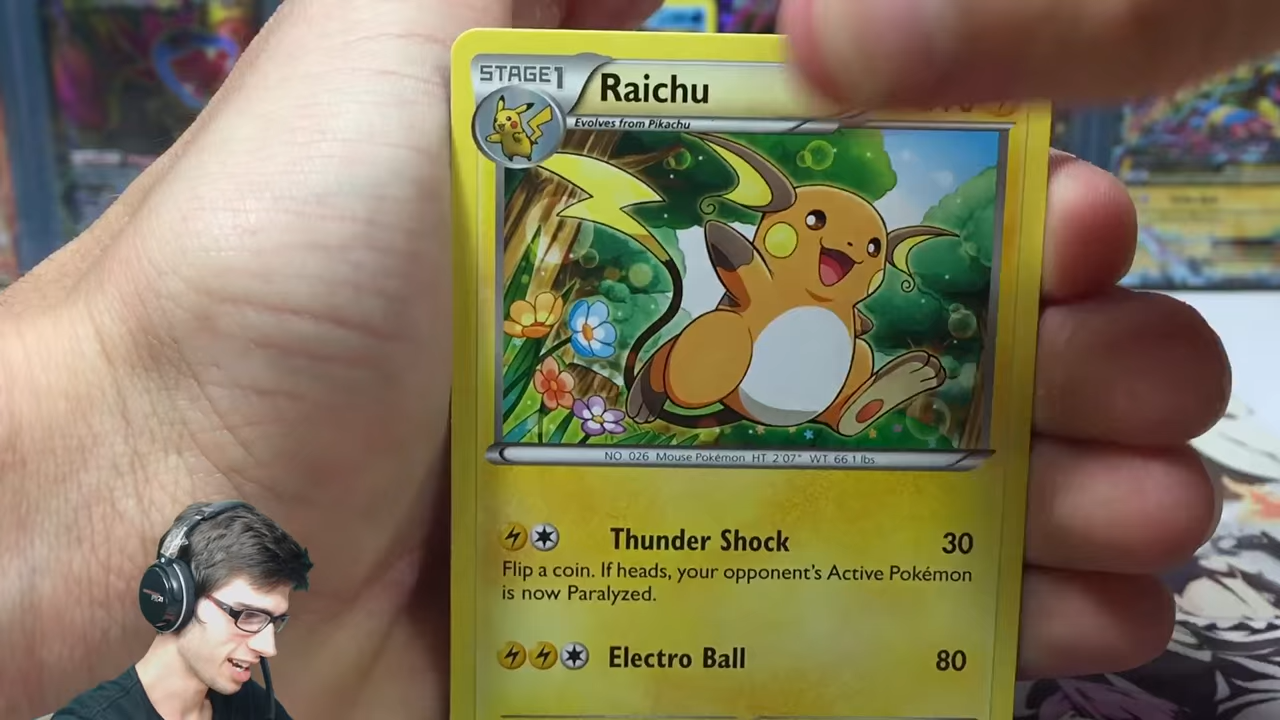 STAGE1
Raichu
Evolves from Pikachu
NO. 026 Mouse Pokémon HT. 2'07" WT. 66.1 lbs
Thunder Shock 30
Flip a coin. If heads, your opponent's Active Pokémon
is now Paralyzed.
Electro Ball 80